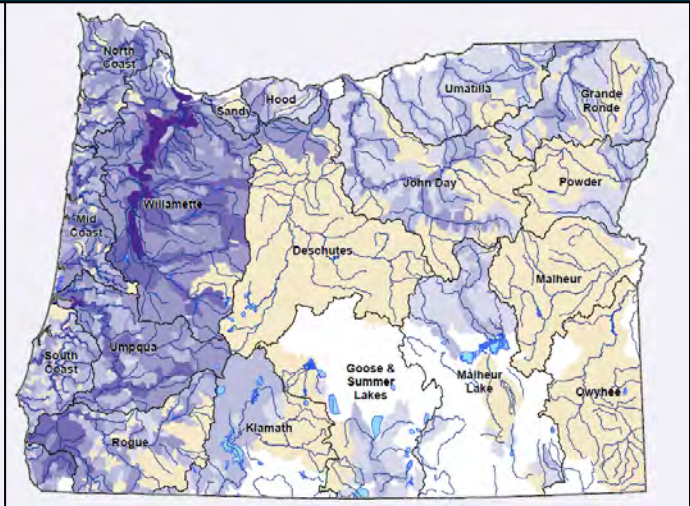 North
Coast
Sandy
Hood
Umatilla
Grande
Ronde
John Day
Powder
Mid
Coast
Willamette
Deschutes
Malheur
South
Coast
Umpqua
Goose &
Summer
Lakes
Malheur
Lake
Owyhee
Rogue
Klamath